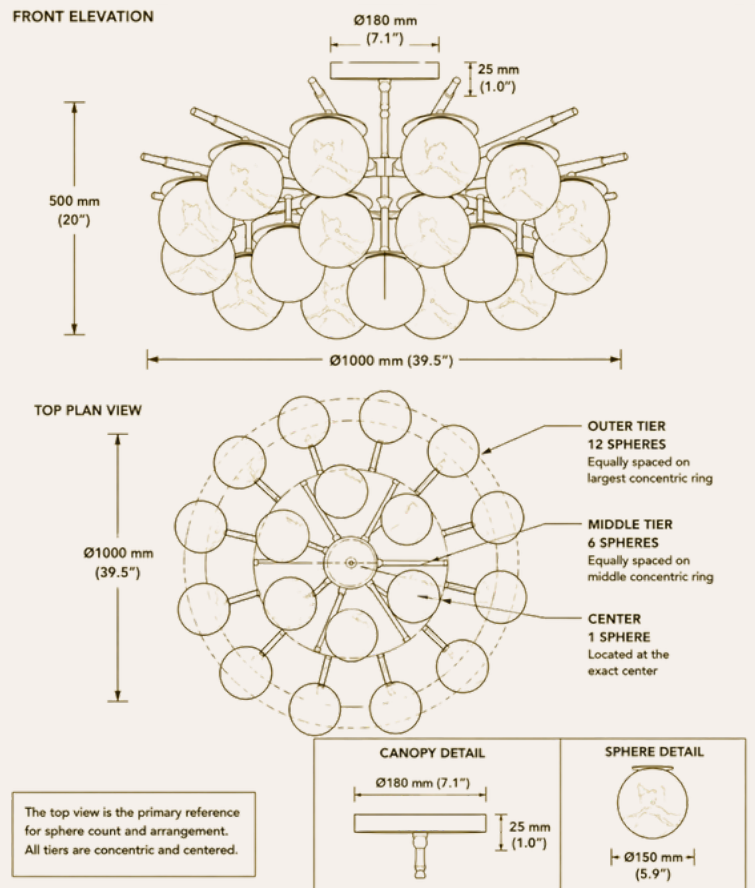 FRONT ELEVATION
Ø180 mm
(7.1”)
25 mm
(1.0”)
500 mm
(20”)
Ø1000 mm (39.5”)
TOP PLAN VIEW
Ø1000 mm
(39.5”)
OUTER TIER
12 SPHERES
Equally spaced on
largest concentric ring
MIDDLE TIER
6 SPHERES
Equally spaced on
middle concentric ring
CENTER
1 SPHERE
Located at the
exact center
The top view is the primary reference
for sphere count and arrangement.
All tiers are concentric and centered.
CANOPY DETAIL
Ø180 mm (7.1”)
25 mm
(1.0”)
SPHERE DETAIL
Ø150 mm
(5.9”)